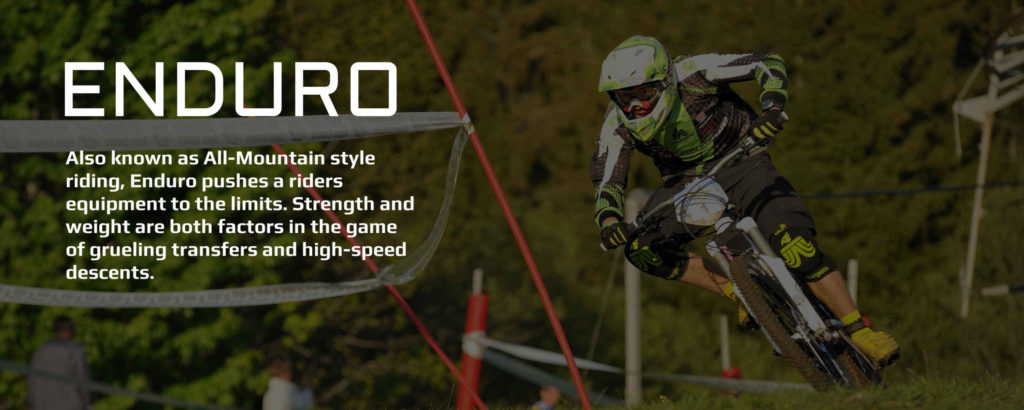 ENDURO
Also known as All-Mountain style
riding, Enduro pushes a riders
equipment to the limits. Strength and
weight are both factors in the game
of grueling transfers and high-speed
descents.